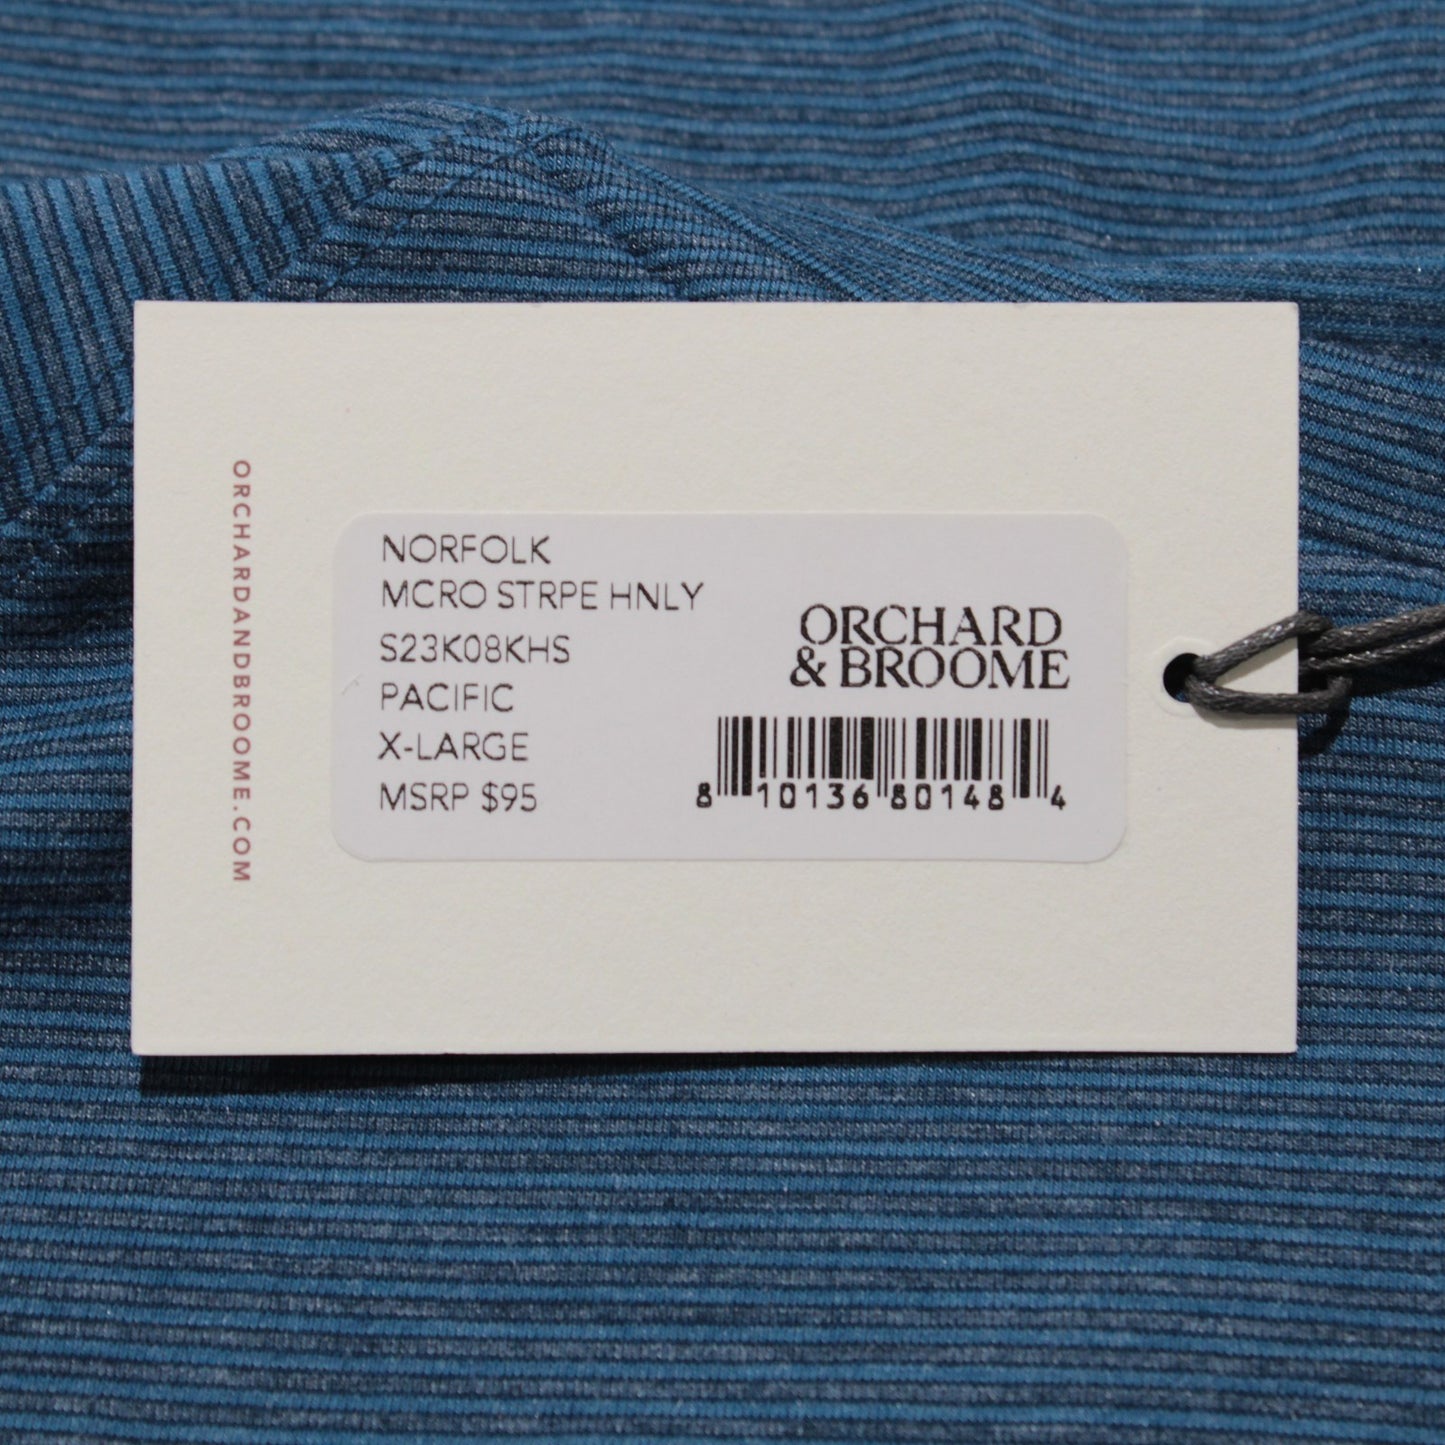 ORCHARDANDBROOME.COM
NORFOLK
MCRO STRPE HNLY
S23K08KHS
PACIFIC
X-LARGE
MSRP $95
ORCHARD
& BROOME
8 10136 80148 4